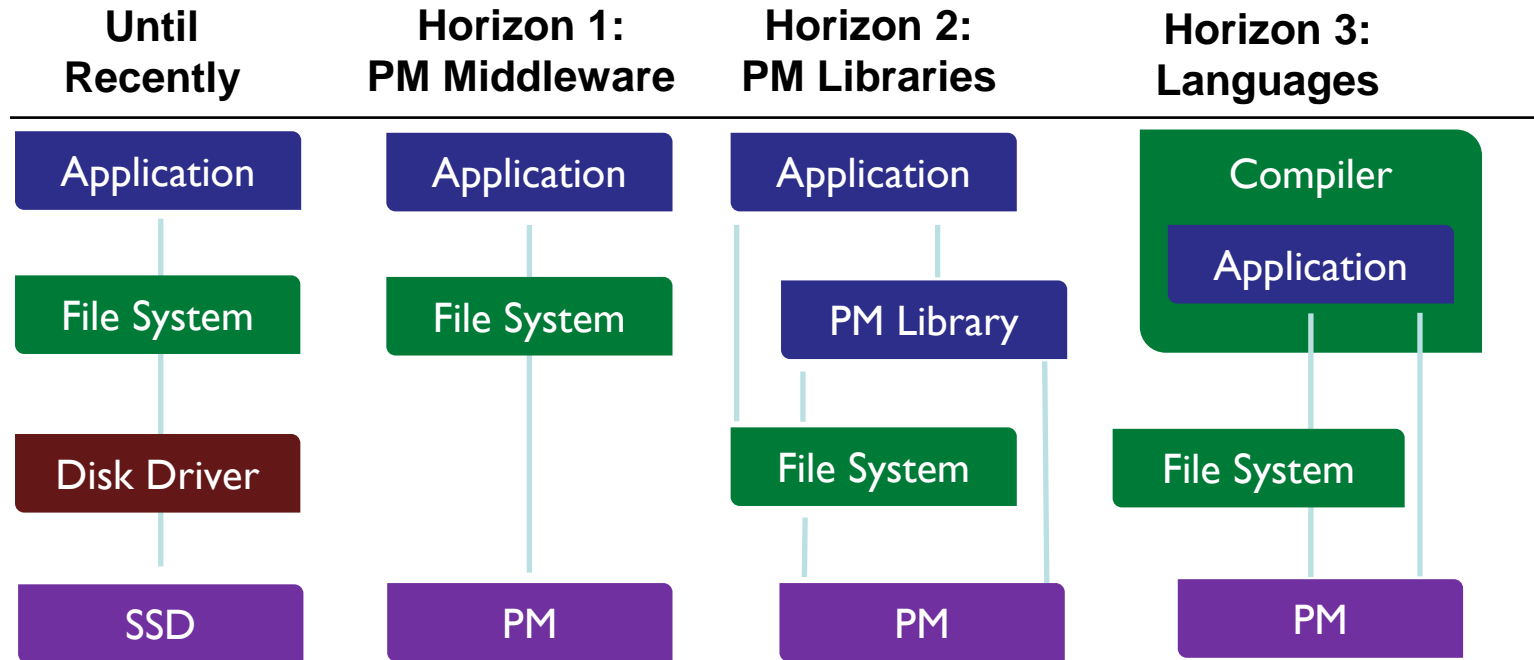 Until
Recently
Horizon 1:
PM Middleware
Horizon 2:
PM Libraries
Horizon 3:
Languages
Application
File System
Disk Driver
SSD
Application
File System
PM
Application
PM Library
File System
PM
Compiler
Application
File System
PM